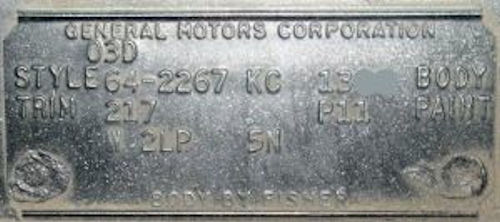 GENERAL MOTORS CORPORATION
03D
STYLE 64-2267 KC 13 BODY
TRIM 217 P11 PAINT
W 2LP 5N
BODY BY FISHER